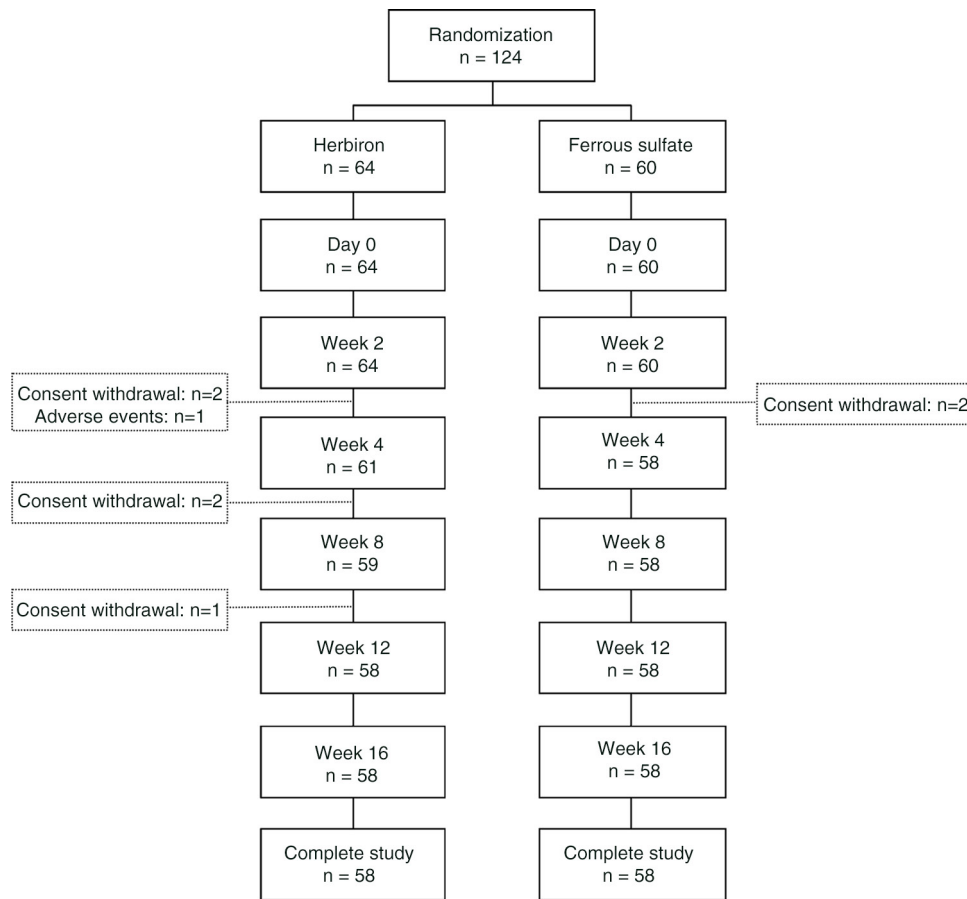 Randomization
n = 124
Herbiron
n = 64
Ferrous sulfate
n = 60
Day 0
n = 64
Day 0
n = 60
Week 2
n = 64
Week 2
n = 60
Consent withdrawal: n=2
Adverse events: n=1
Consent withdrawal: n=2
Week 4
n = 61
Week 4
n = 58
Consent withdrawal: n=2
Week 8
n = 59
Week 8
n = 58
Consent withdrawal: n=1
Week 12
n = 58
Week 12
n = 58
Week 16
n = 58
Week 16
n = 58
Complete study
n = 58
Complete study
n = 58